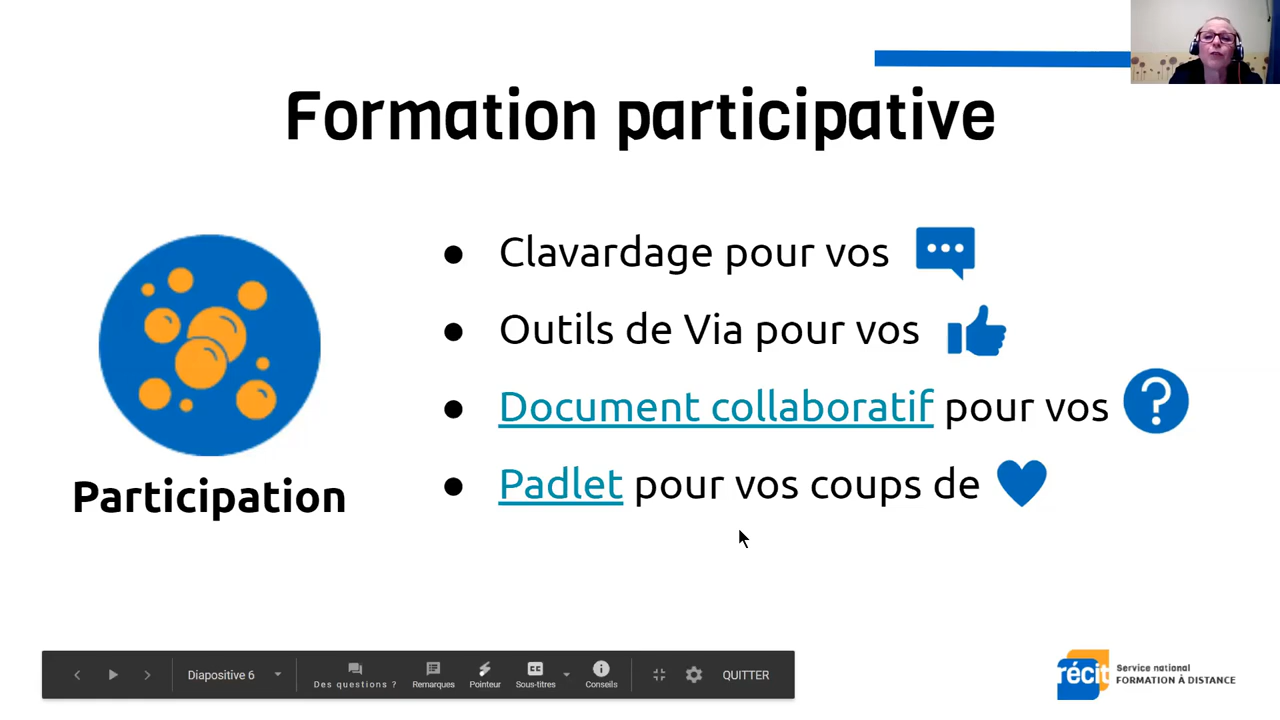 Formation participative
● Clavardage pour vos
● Outils de Via pour vos
● Document collaboratif pour vos ?
● Padlet pour vos coups de
Participation
Diapositive 6
Des questions ?
Remarques
Pointeur
Sous-titres
Conseils
QUITTER
récit
Service national
FORMATION À DISTANCE